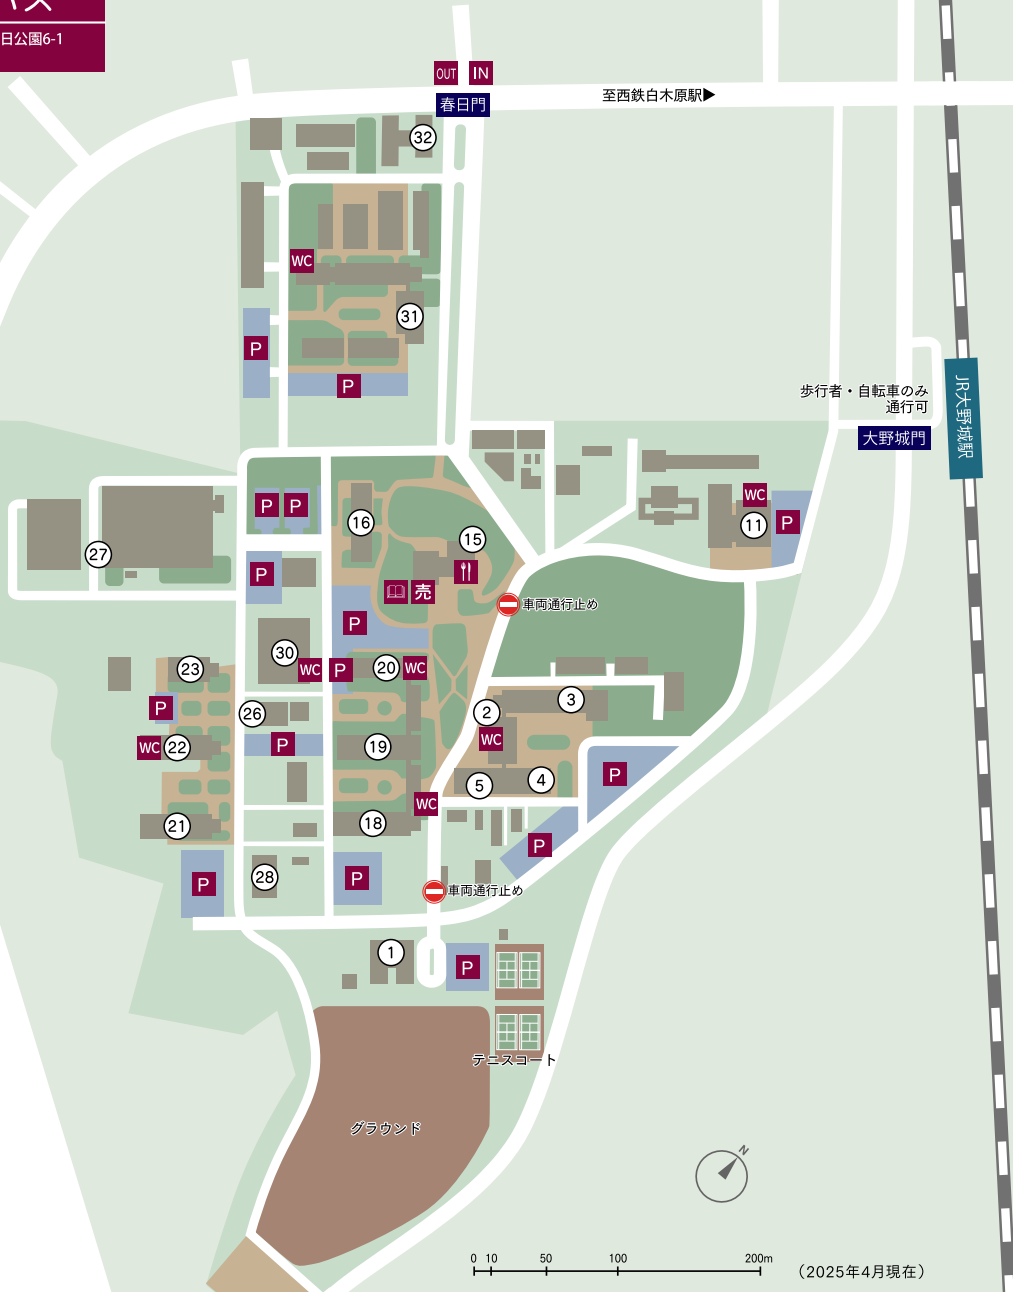 パス
日公園6-1
OUT
IN
春日門
至西鉄白木原駅▶
32
WC
31
P
P
歩行者・自転車のみ
通行可
JR大野城駅
大野城門
P
P
16
15
WC
11
P
27
P
売
車両通行止め
P
30
WC
P
20
WC
23
P
26
2
3
WC
22
P
19
WC
P
5
4
WC
21
18
P
28
P
P
車両通行止め
1
P
テニスコート
グラウンド
N
0
10
50
100
200m
（2025年4月現在）